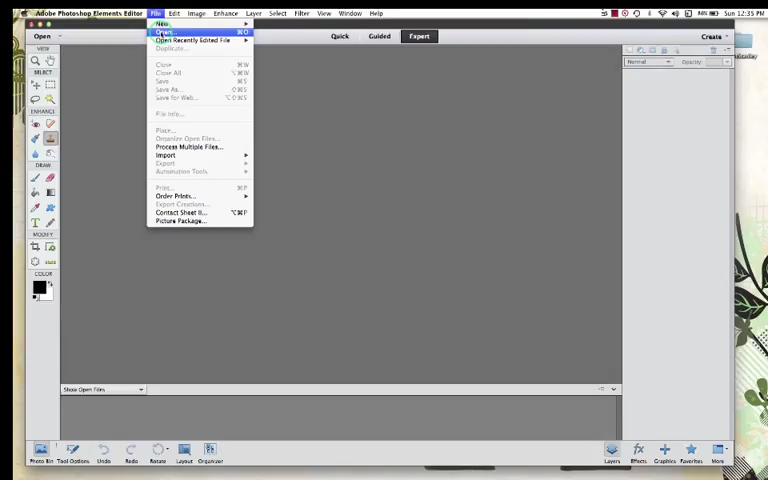 Adobe Photoshop Elements Editor File Edit Image Enhance Layer Select Filter View Window Help
84% Sun 12:35 PM
Open Quick Guided Expert Create
New
Open... ⌘O
Open Recently Edited File
Duplicate...
Close ⌘W
Close All ⌥⌘W
Save ⌘S
Save As... ⇧⌘S
Save for Web... ⌥⇧⌘S
File Info...
Place...
Organize Open Files...
Process Multiple Files...
Import
Export
Automation Tools
Print... ⌘P
Order Prints...
Export Creations...
Contact Sheet II... ⌥⌘P
Picture Package...
VIEW
SELECT
ENHANCE
DRAW
MODIFY
COLOR
Normal Opacity:
Show Open Files
Photo Bin Tool Options Undo Redo Rotate Layout Organizer
Layers Effects Graphics Favorites More